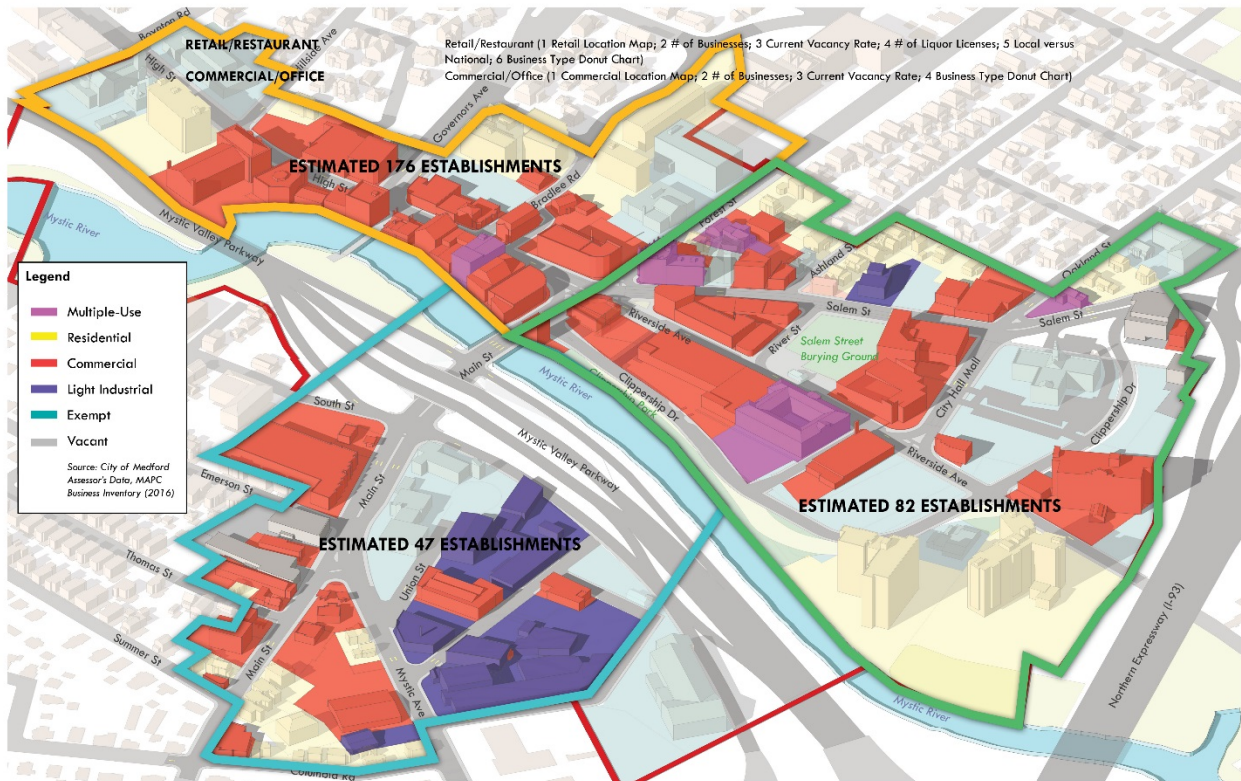 Boynton Rd
High St
Hillside Ave
RETAIL/RESTAURANT
Retail/Restaurant (1 Retail Location Map; 2 # of Businesses; 3 Current Vacancy Rate; 4 # of Liquor Licenses; 5 Local versus
National; 6 Business Type Donut Chart)
COMMERCIAL/OFFICE
Commercial/Office (1 Commercial Location Map; 2 # of Businesses; 3 Current Vacancy Rate; 4 Business Type Donut Chart)
Governors Ave
ESTIMATED 176 ESTABLISHMENTS
High St
Bradlee Rd
Forest St
Mystic River
Mystic Valley Parkway
Ashland St
Oakland St
Legend
Multiple-Use
Residential
Commercial
Light Industrial
Exempt
Vacant
Source: City of Medford
Assessor's Data, MAPC
Business Inventory (2016)
Salem St
Salem St
Riverside Ave
River St
Salem Street
Burying Ground
Main St
Mystic River
Clippership Dr
Clippership Park
City Hall Mall
Clippership Dr
South St
Mystic Valley Parkway
Riverside Ave
Emerson St
Main St
ESTIMATED 82 ESTABLISHMENTS
ESTIMATED 47 ESTABLISHMENTS
Thomas St
Union St
Summer St
Main St
Mystic Ave
Northern Expressway (I-93)
Mystic River
Columbia Rd